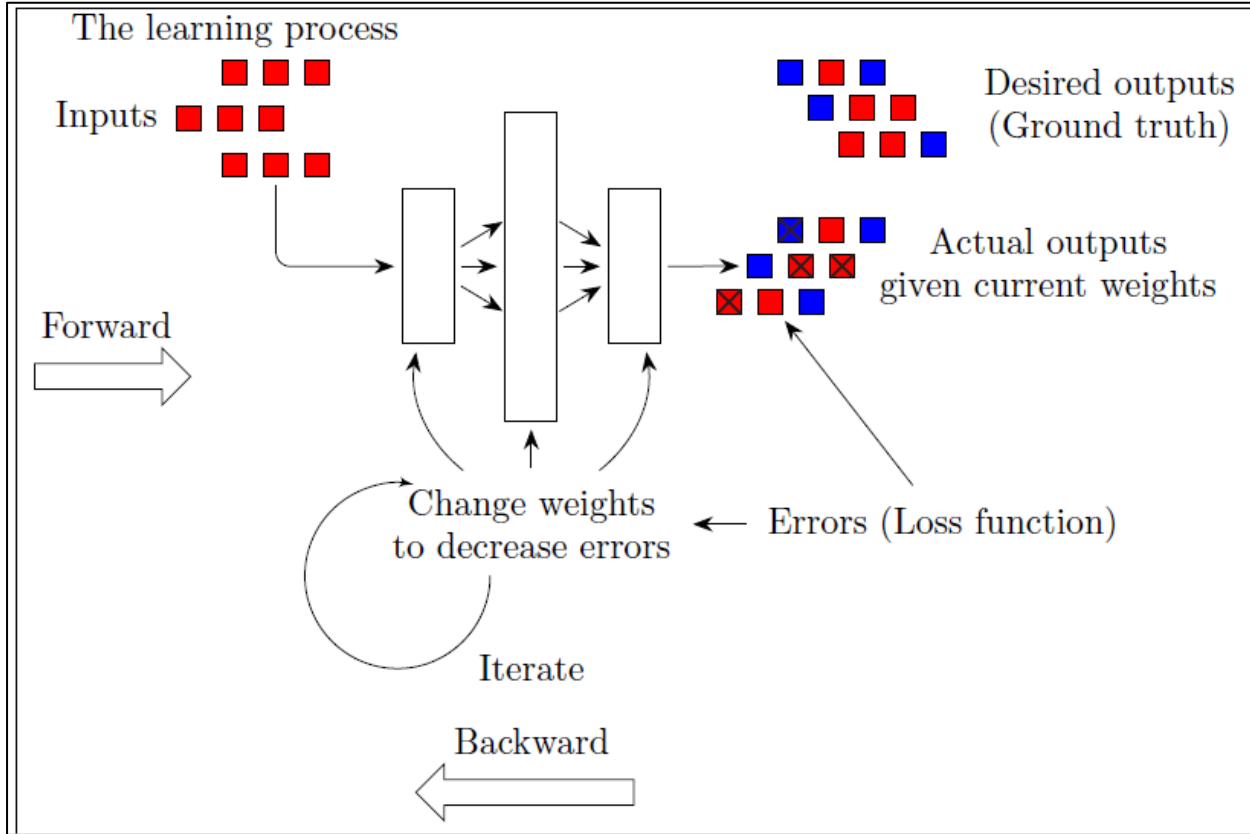 The learning process
Inputs
Desired outputs
(Ground truth)
Actual outputs
given current weights
Forward
Change weights
to decrease errors
Errors (Loss function)
Iterate
Backward